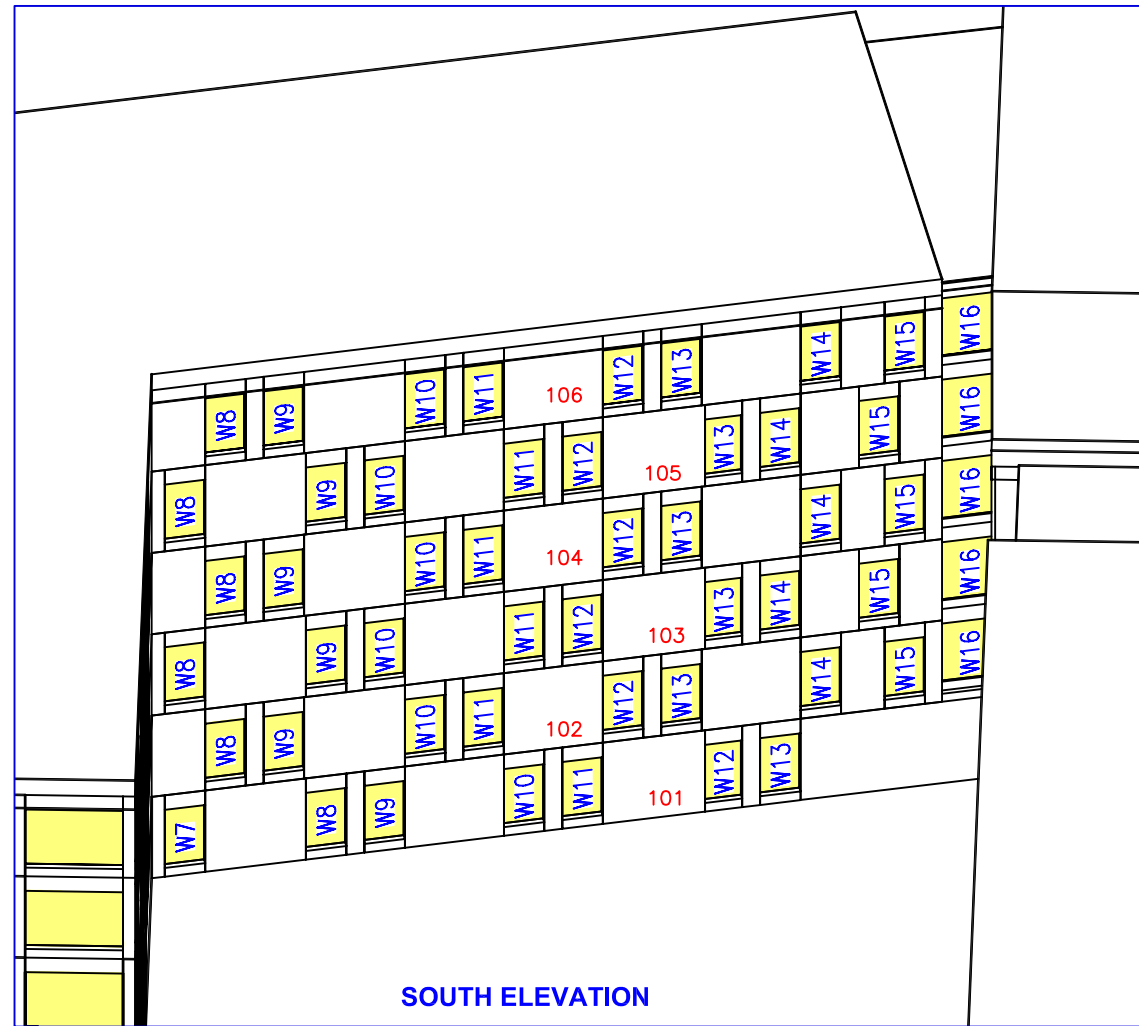 W8 W9 W10 W11 106 W12 W13 W14 W15 W16
W8 W9 W10 W11 W12 105 W13 W14 W15 W16
W8 W9 W10 W11 104 W12 W13 W14 W15 W16
W8 W9 W10 W11 W12 103 W13 W14 W15 W16
W8 W9 W10 W11 102 W12 W13 W14 W15 W16
W7 W8 W9 W10 W11 101 W12 W13
SOUTH ELEVATION